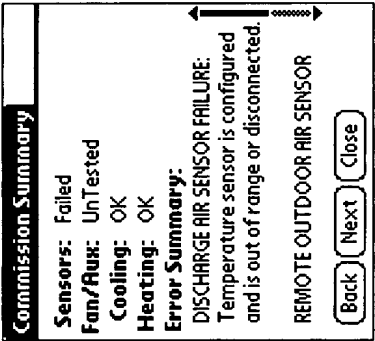 Commission Summary
Sensors: Failed
Fan/Aux: UnTested
Cooling: OK
Heating: OK
Error Summary:
DISCHARGE AIR SENSOR FAILURE:
Temperature sensor is configured
and is out of range or disconnected.
REMOTE OUTDOOR AIR SENSOR
Back Next Close